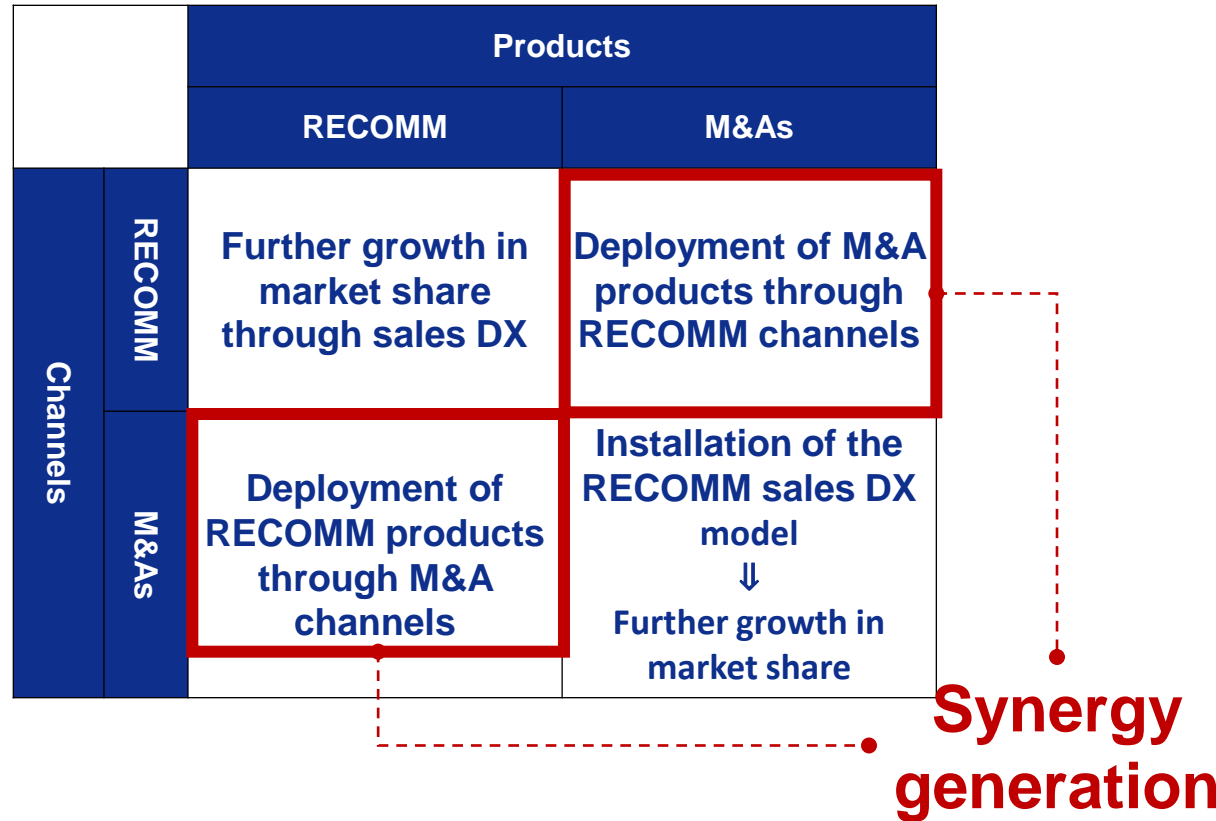 Products
RECOMM
M&As
Channels
RECOMM
Further growth in
market share
through sales DX
Deployment of M&A
products through
RECOMM channels
M&As
Deployment of
RECOMM products
through M&A
channels
Installation of the
RECOMM sales DX
model
⇓
Further growth in
market share
Synergy
generation